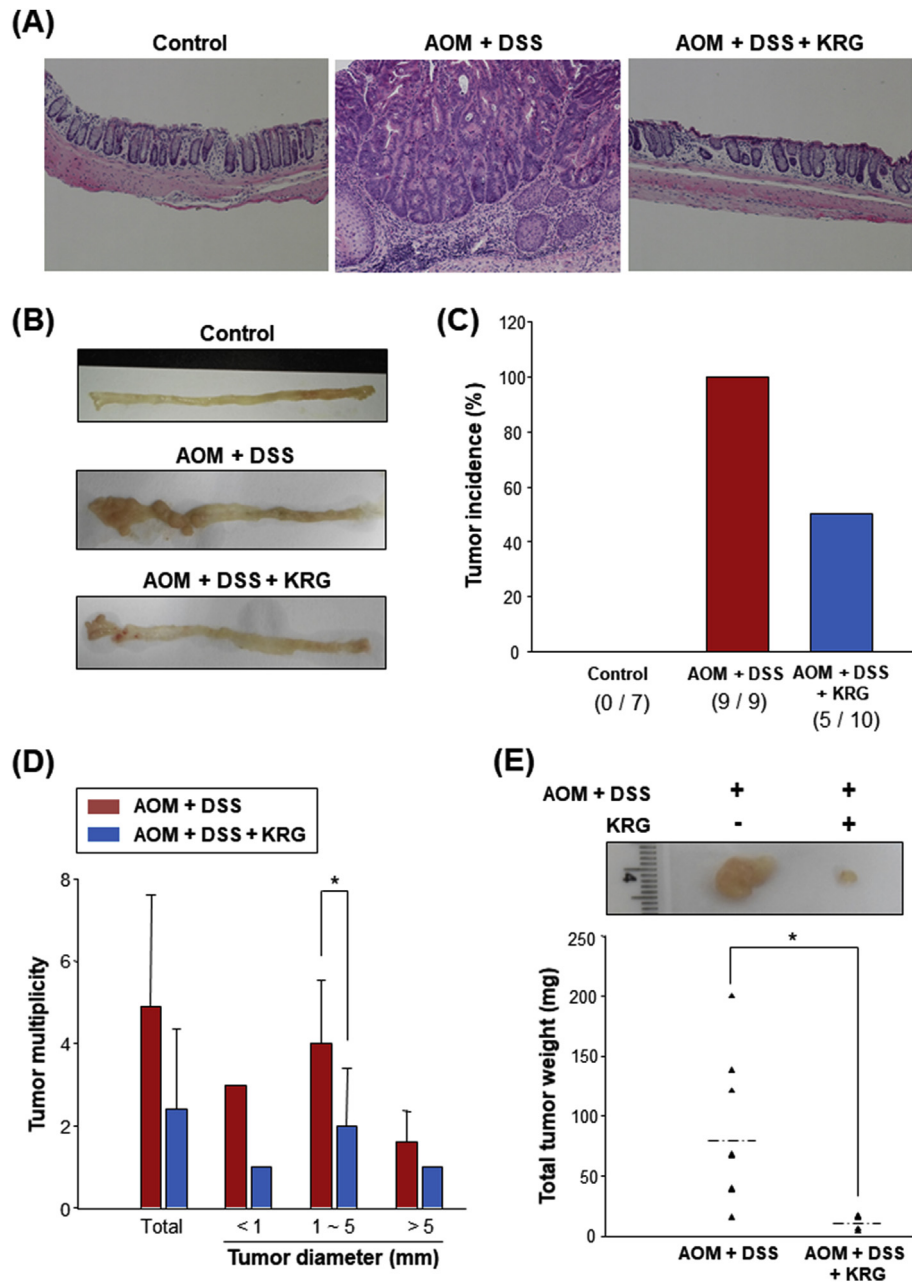 (A)
Control
AOM + DSS
AOM + DSS + KRG
(B)
Control
AOM + DSS
AOM + DSS + KRG
(C)
Tumor incidence (%)
120
100
80
60
40
20
0
Control
(0 / 7)
AOM + DSS
(9 / 9)
AOM + DSS
+ KRG
(5 / 10)
(D)
AOM + DSS
AOM + DSS + KRG
Tumor multiplicity
8
6
4
2
0
*
Total
< 1
1 ~ 5
> 5
Tumor diameter (mm)
(E)
AOM + DSS + +
KRG - +
4
Total tumor weight (mg)
250
200
150
100
50
0
*
AOM + DSS
AOM + DSS
+ KRG